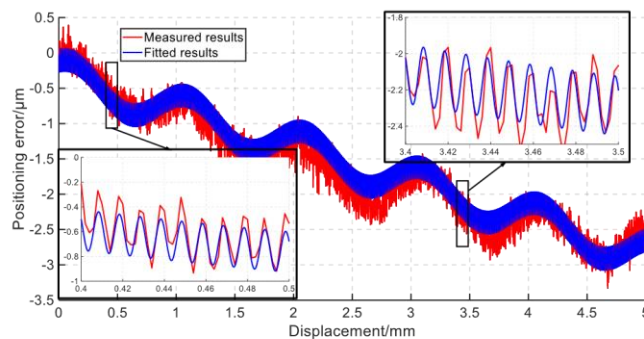 0.5
0
-0.5
-1
-1.5
-2
-2.5
-3
-3.5
Positioning error/μm
0 0.5 1 1.5 2 2.5 3 3.5 4 4.5 5
Displacement/mm
Measured results
Fitted results
-1.8
-2
-2.2
-2.4
3.4 3.42 3.44 3.46 3.48 3.5
0
-0.2
-0.4
-0.6
-0.8
-1
0.4 0.42 0.44 0.46 0.48 0.5